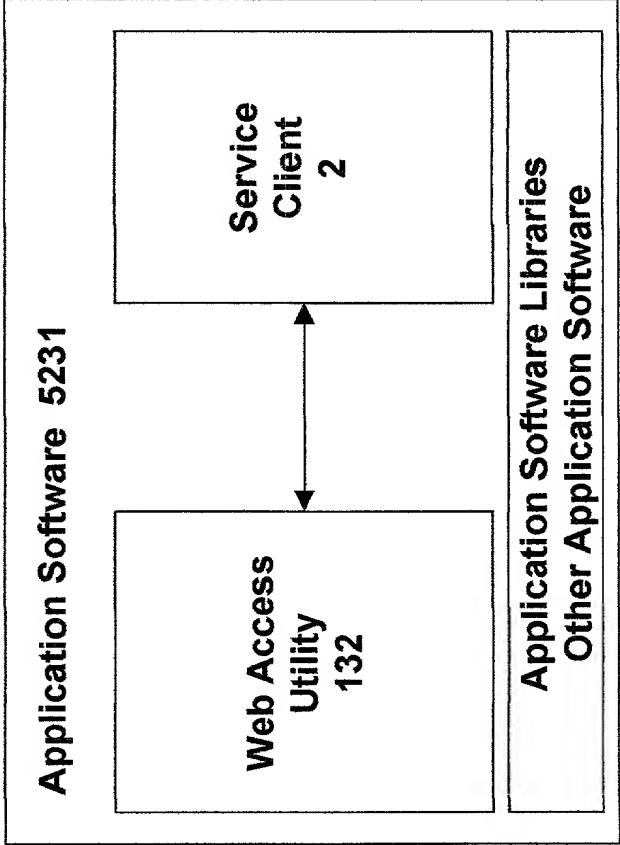 Application Software 5231
Web Access
Utility
132
Service
Client
2
Application Software Libraries
Other Application Software